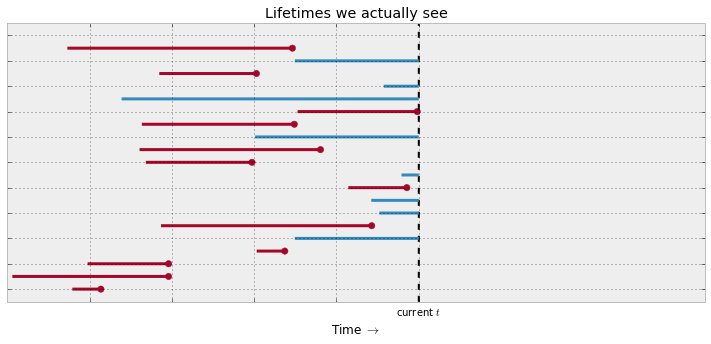 Lifetimes we actually see
current t
Time →